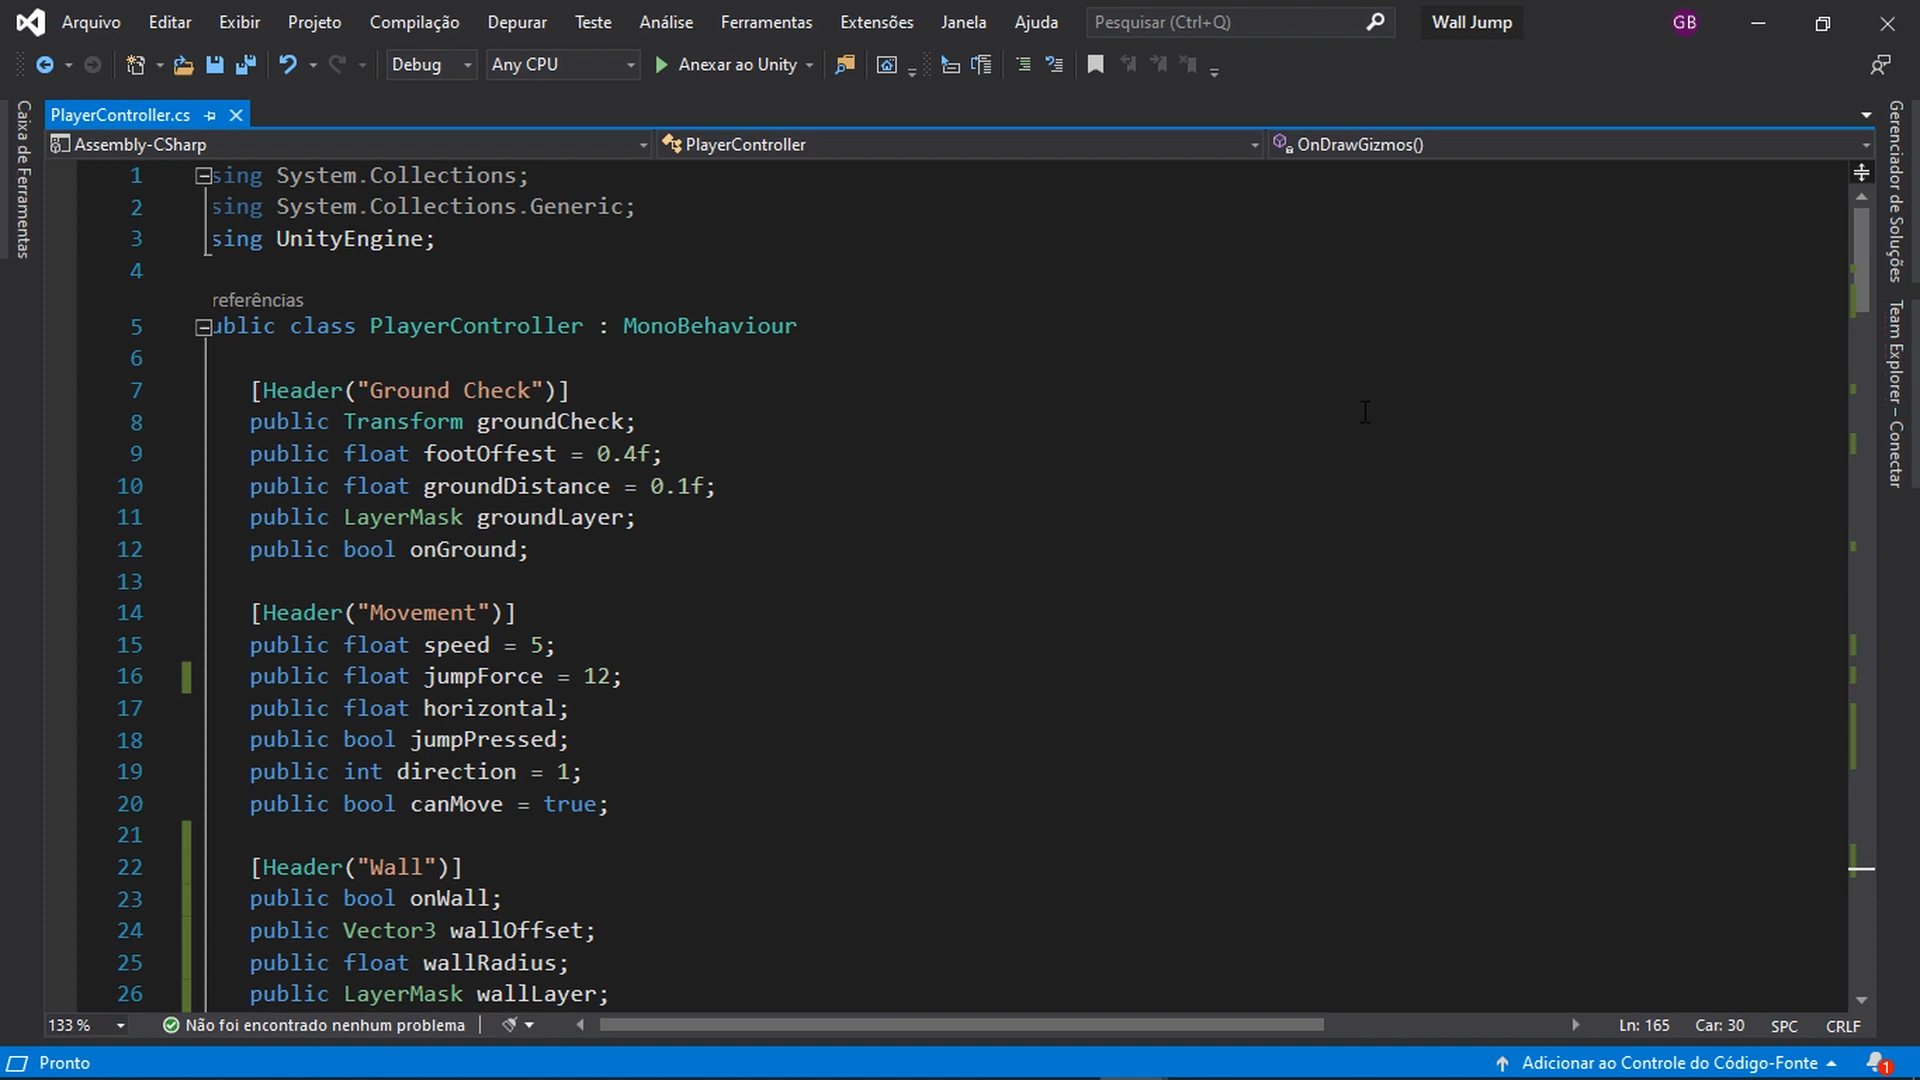 Arquivo Editar Exibir Projeto Compilação Depurar Teste Análise Ferramentas Extensões Janela Ajuda Pesquisar (Ctrl+Q) Wall Jump GB
Debug Any CPU Anexar ao Unity
PlayerController.cs
Assembly-CSharp PlayerController OnDrawGizmos()
Caixa de Ferramentas
1 sing System.Collections;
2 sing System.Collections.Generic;
3 sing UnityEngine;
4
referências
5 ublic class PlayerController : MonoBehaviour
6
7 [Header("Ground Check")]
8 public Transform groundCheck;
9 public float footOffest = 0.4f;
10 public float groundDistance = 0.1f;
11 public LayerMask groundLayer;
12 public bool onGround;
13
14 [Header("Movement")]
15 public float speed = 5;
16 public float jumpForce = 12;
17 public float horizontal;
18 public bool jumpPressed;
19 public int direction = 1;
20 public bool canMove = true;
21
22 [Header("Wall")]
23 public bool onWall;
24 public Vector3 wallOffset;
25 public float wallRadius;
26 public LayerMask wallLayer;
Gerenciador de Soluções
Team Explorer – Conectar
133 % Não foi encontrado nenhum problema Ln: 165 Car: 30 SPC CRLF
Pronto Adicionar ao Controle do Código-Fonte 1